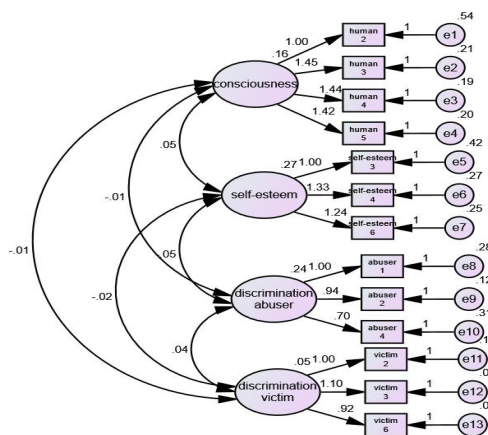 .54
human
2
1
e1
1.00
.16
.21
human
3
1
e2
1.45
.19
consciousness
human
4
1
e3
1.44
.20
human
5
1
e4
1.42
.42
self-esteem
3
1
e5
.27
1.00
.27
self-esteem
self-esteem
4
1
e6
1.33
.25
self-esteem
6
1
e7
1.24
.05
-.01
.28
abuser
1
1
e8
.24
1.00
.12
discrimination
abuser
abuser
2
1
e9
.94
abuser
4
1
e10
.70
.05
-.01
-.02
.04
victim
2
1
e11
.05
1.00
discrimination
victim
victim
3
1
e12
1.10
victim
6
1
e13
.92